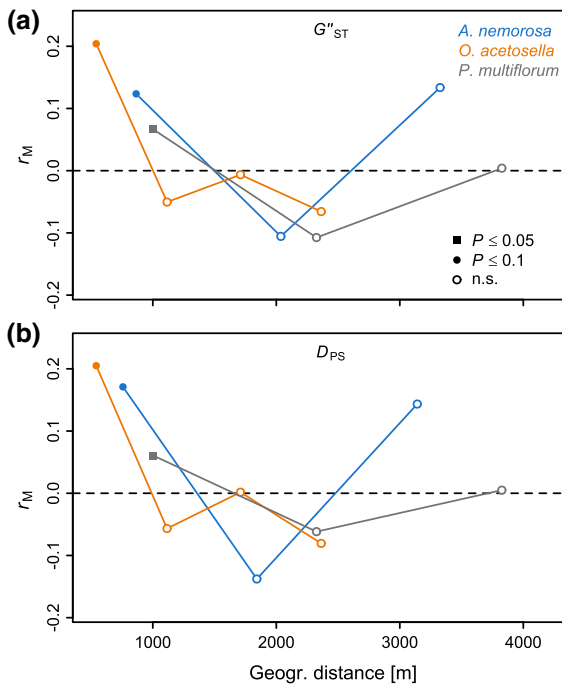 (a)
G"ST
A. nemorosa
O. acetosella
P. multiflorum
0.2
0.1
0.0
-0.1
-0.2
rM
P ≤ 0.05
P ≤ 0.1
n.s.
(b)
DPS
0.2
0.1
0.0
-0.1
-0.2
rM
1000 2000 3000 4000
Geogr. distance [m]